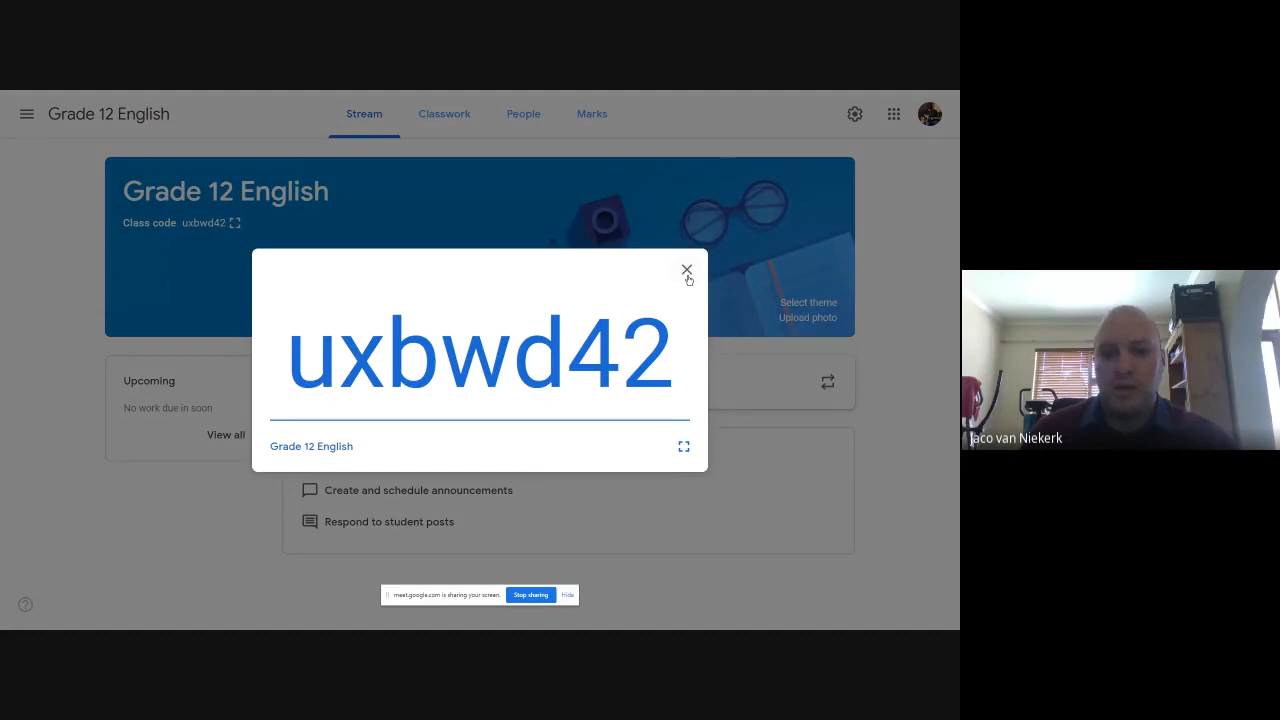 Grade 12 English
Stream
Classwork
People
Marks
Grade 12 English
Class code uxbwd42
Select theme
Upload photo
uxbwd42
Grade 12 English
Upcoming
No work due in soon
View all
Create and schedule announcements
Respond to student posts
meet.google.com is sharing your screen.
Stop sharing
Hide
Jaco van Niekerk